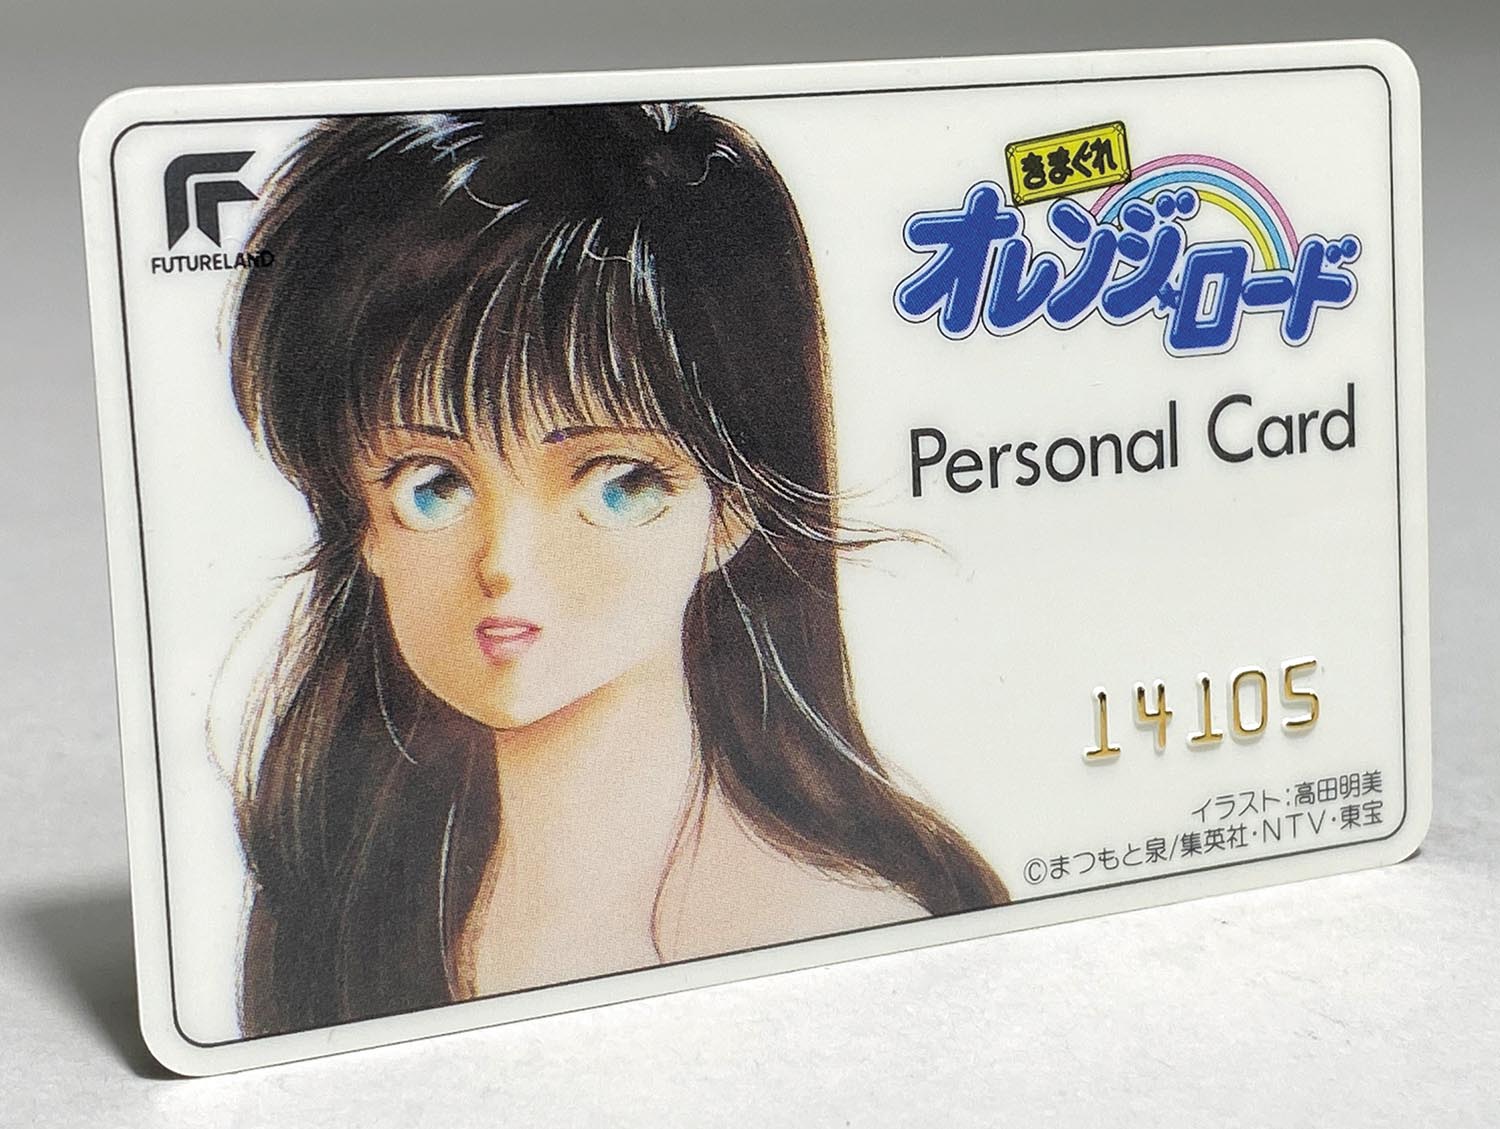 FUTURELAND
きまぐれ
オレンジ★ロード
Personal Card
14105
イラスト:高田明美
©まつもと泉/集英社・NTV・東宝